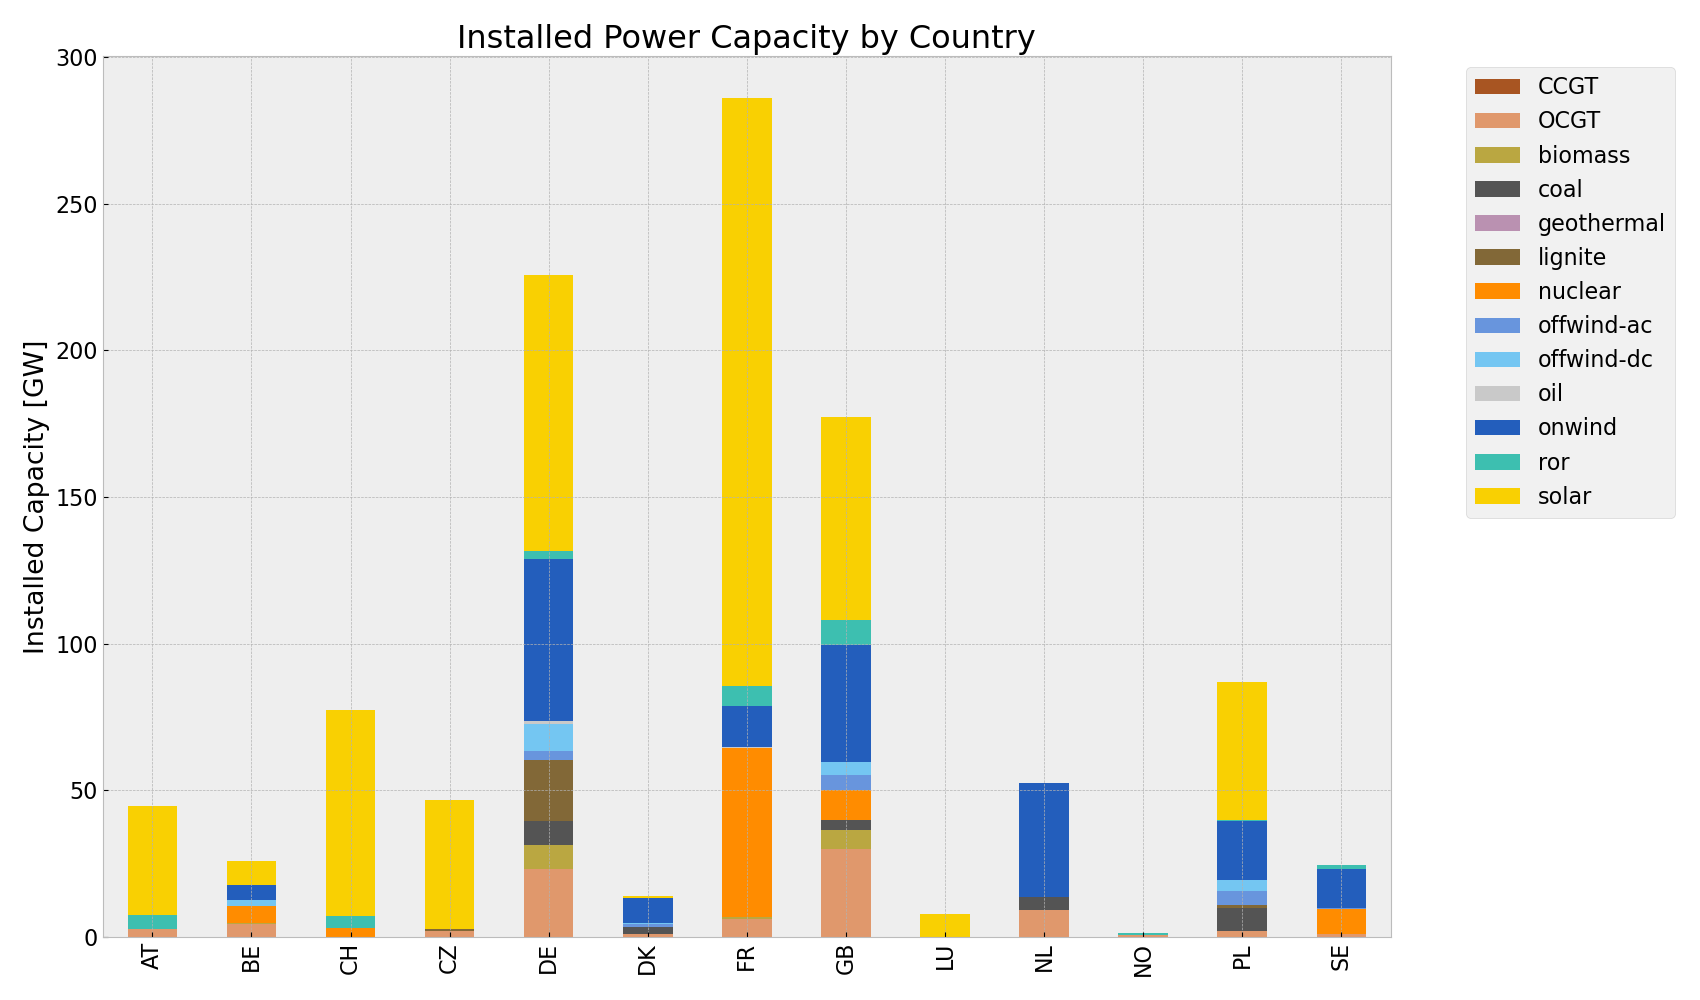 Installed Power Capacity by Country
Installed Capacity [GW]
300
250
200
150
100
50
0
AT
BE
CH
CZ
DE
DK
FR
GB
LU
NL
NO
PL
SE
CCGT
OCGT
biomass
coal
geothermal
lignite
nuclear
offwind-ac
offwind-dc
oil
onwind
ror
solar